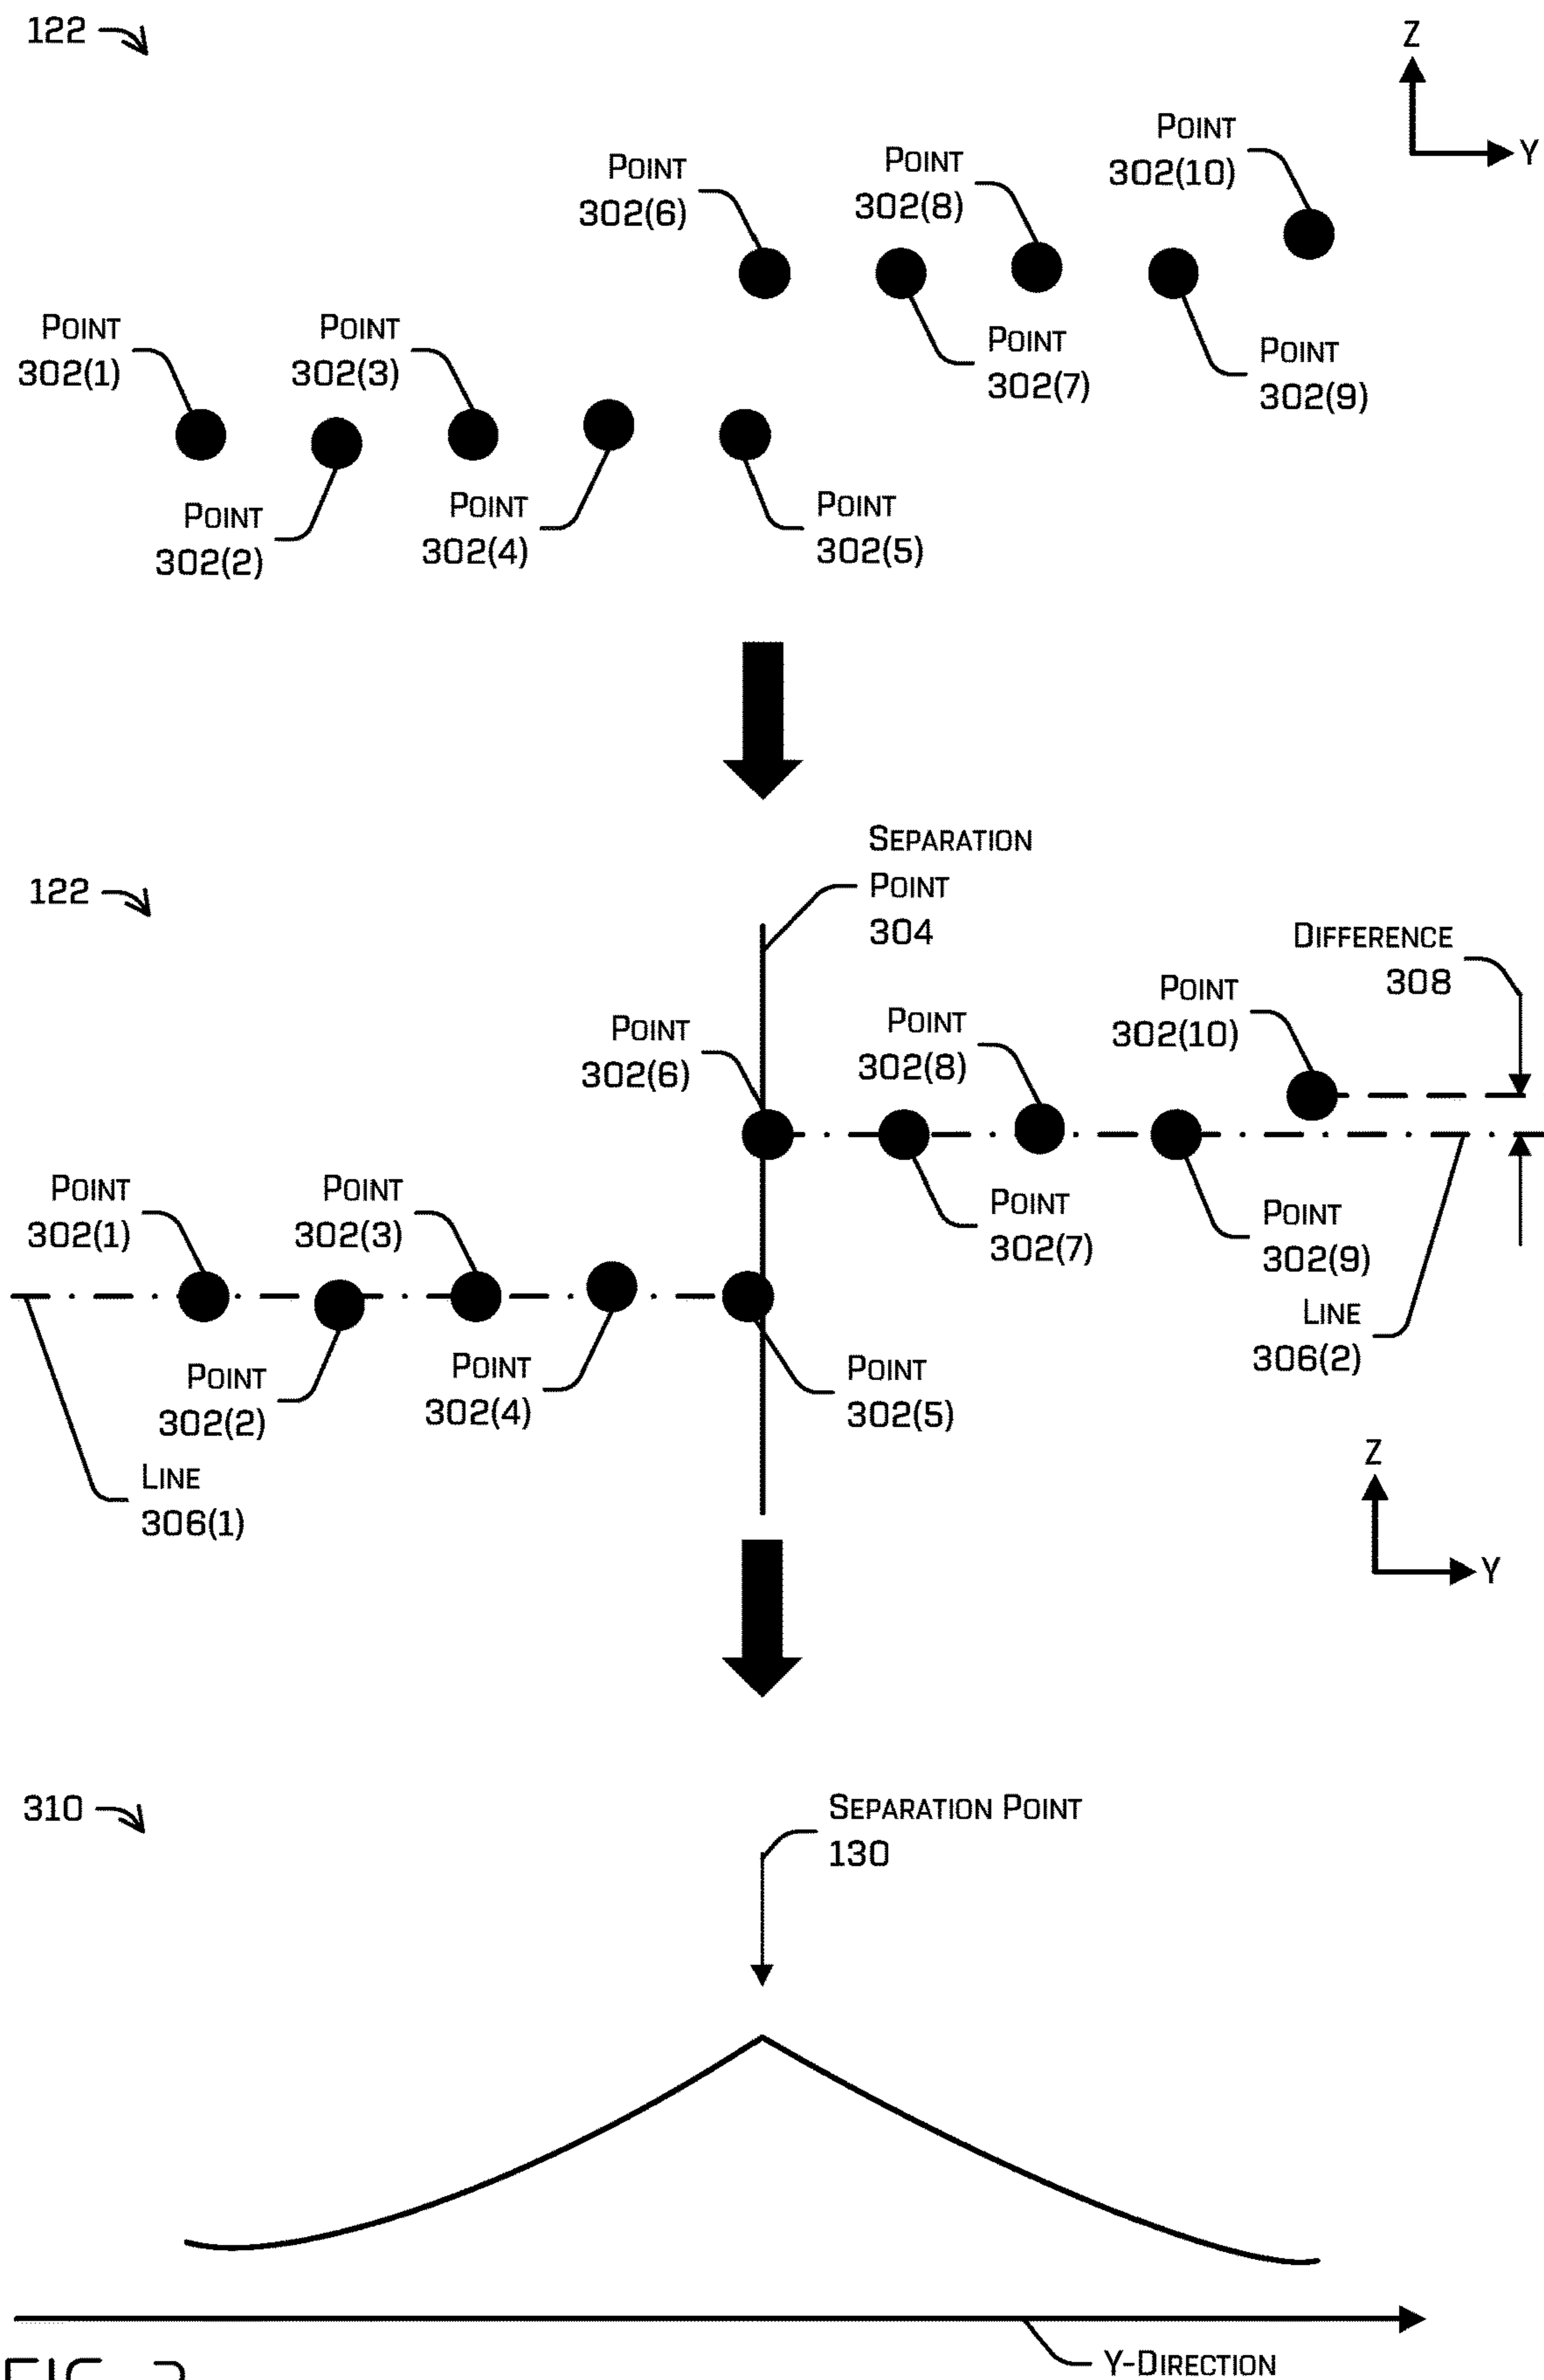 122
Z
Y
POINT
302(10)
POINT
302(8)
POINT
302(6)
POINT
302(7)
POINT
302(9)
POINT
302(1)
POINT
302(3)
POINT
302(2)
POINT
302(4)
POINT
302(5)
SEPARATION
POINT
304
122
DIFFERENCE
308
POINT
302(10)
POINT
302(8)
POINT
302(6)
POINT
302(7)
POINT
302(9)
POINT
302(1)
POINT
302(3)
LINE
306(2)
POINT
302(2)
POINT
302(4)
POINT
302(5)
LINE
306(1)
Z
Y
310
SEPARATION POINT
130
Y-DIRECTION